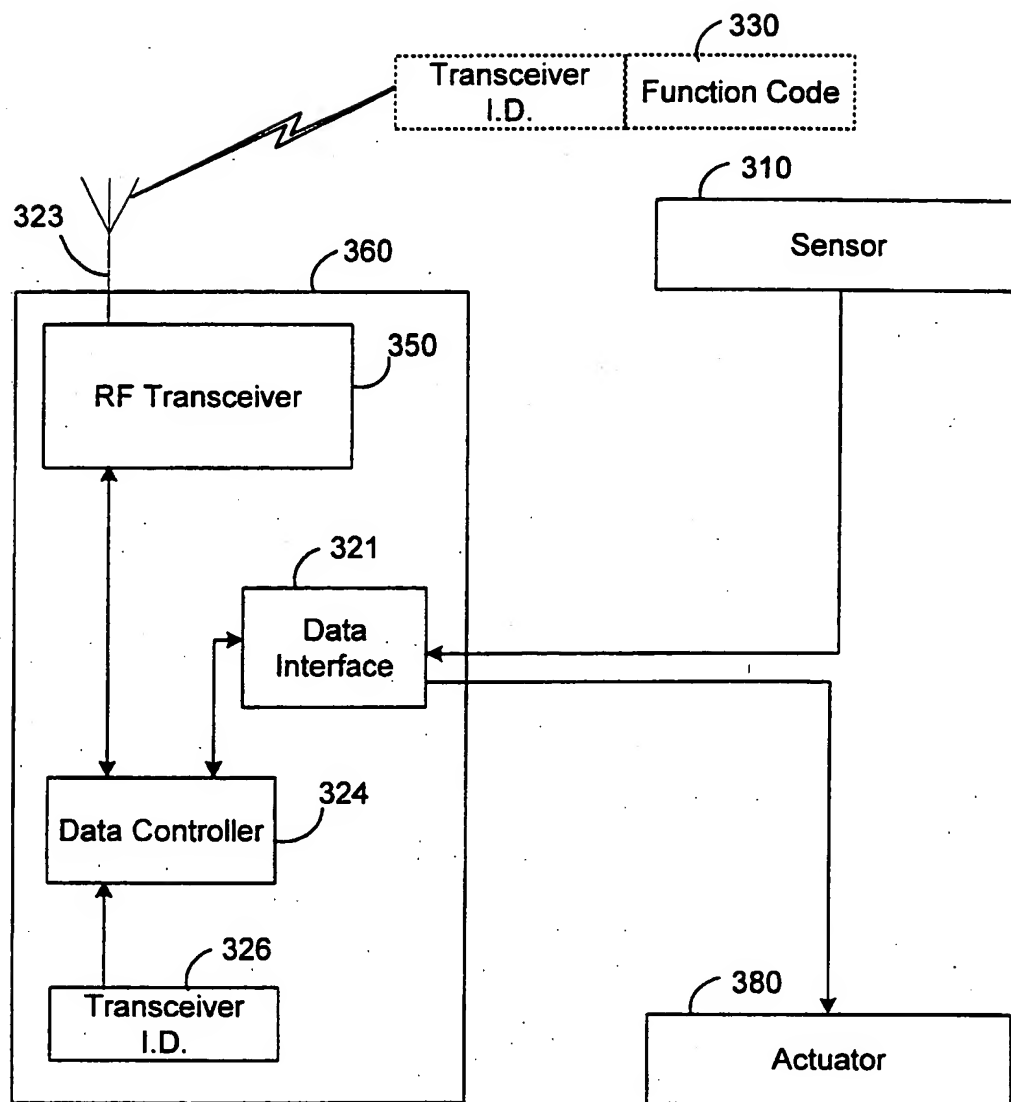 330
Transceiver
I.D.
Function Code
310
Sensor
323
360
350
RF Transceiver
321
Data
Interface
324
Data Controller
326
Transceiver
I.D.
380
Actuator